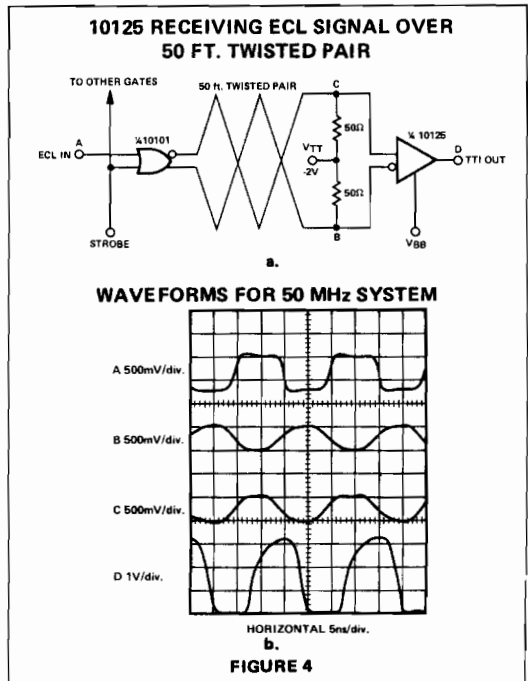 10125 RECEIVING ECL SIGNAL OVER
50 FT. TWISTED PAIR
TO OTHER GATES
50 ft. TWISTED PAIR
C
A
¼10101
50Ω
¼ 10125
ECL IN
VTT
-2V
D
TTl OUT
50Ω
STROBE
B
VBB
a.
WAVEFORMS FOR 50 MHz SYSTEM
A 500mV/div.
B 500mV/div.
C 500mV/div.
D 1V/div.
HORIZONTAL 5ns/div.
b.
FIGURE 4